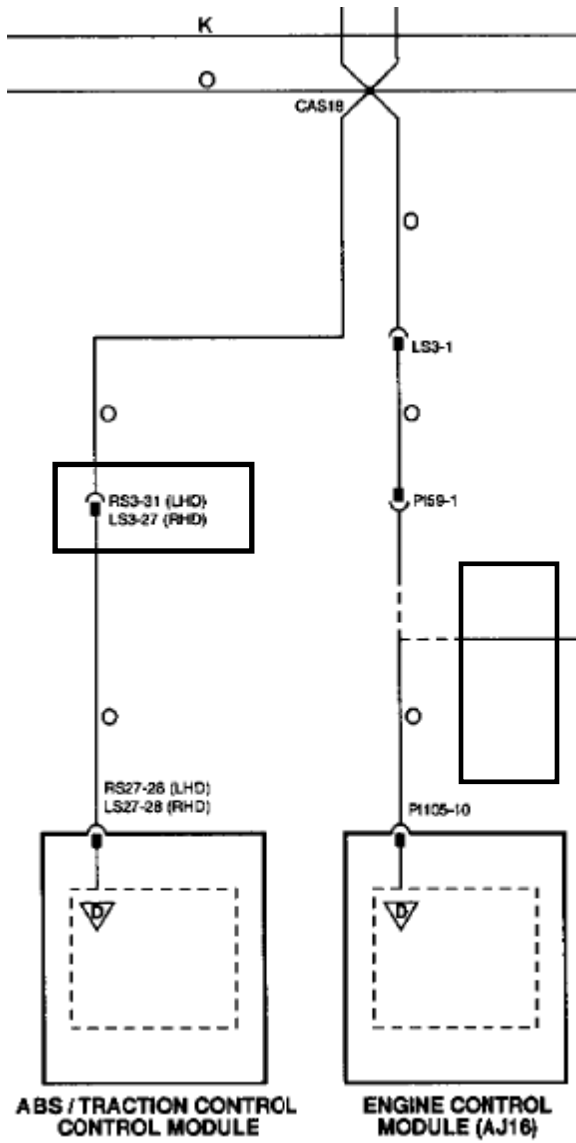 K
O
CAS18
O
LS3-1
O
O
RS3-31 (LHD)
LS3-27 (RHD)
PI59-1
O
O
RS27-28 (LHD)
LS27-28 (RHD)
PI105-10
D
D
ABS / TRACTION CONTROL
CONTROL MODULE
ENGINE CONTROL
MODULE (AJ16)